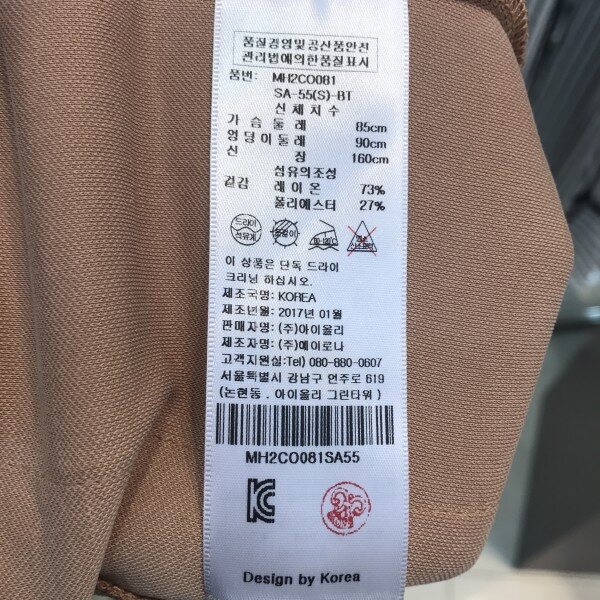 품질경영및공산품안전
관리법에의한품질표시
품번: MH2CO081
SA-55(S)-BT
신체치수
가슴둘레 85cm
엉덩이둘레 90cm
신장 160cm
섬유의조성
겉감 레이온 73%
폴리에스터 27%
드라이
석유계
이 상품은 단독 드라이
크리닝 하십시오.
제조국명: KOREA
제조년월: 2017년 01월
판매자명: (주)아이올리
제조자명: (주)에이로나
고객지원실:Tel) 080-880-0607
서울특별시 강남구 언주로 619
(논현동 . 아이올리 그린타워 )
MH2CO081SA55
Design by Korea